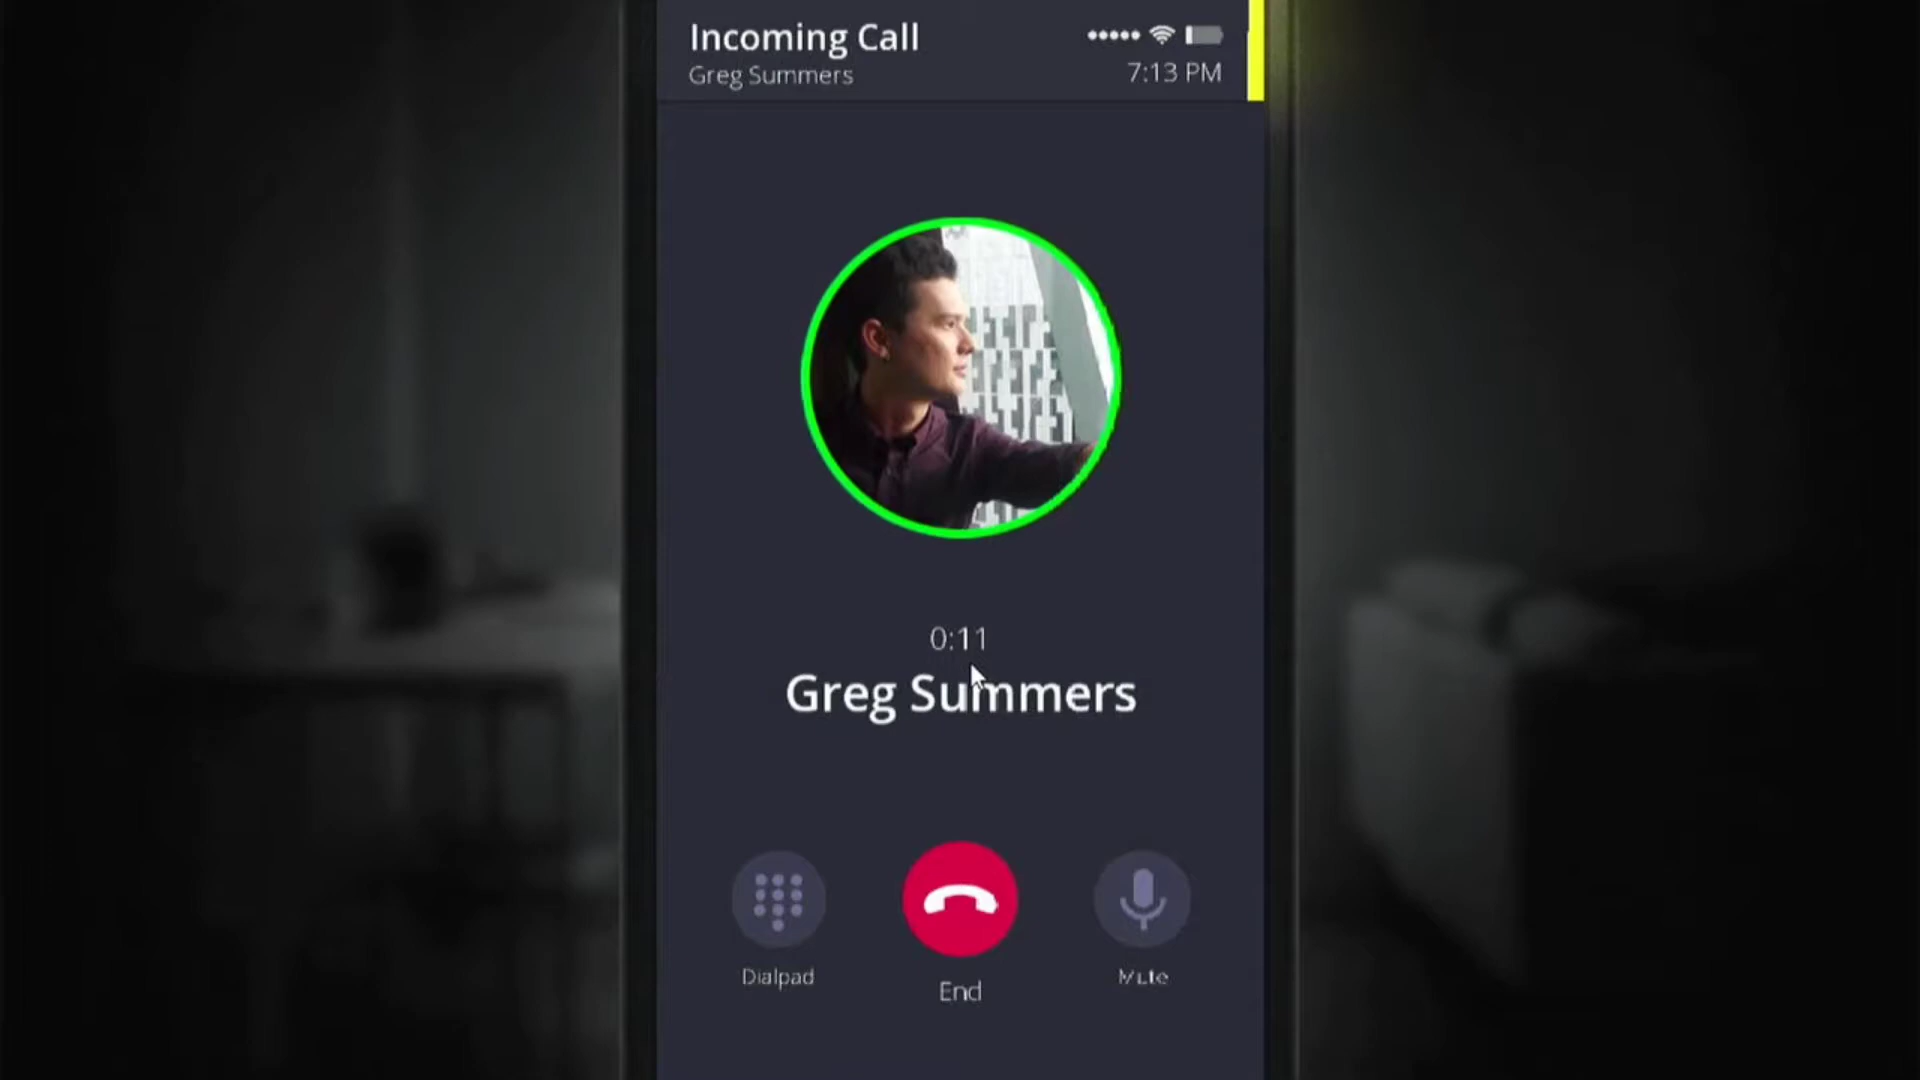 Incoming Call
Greg Summers
7:13 PM
0:11
Greg Summers
Dialpad
End
Mute